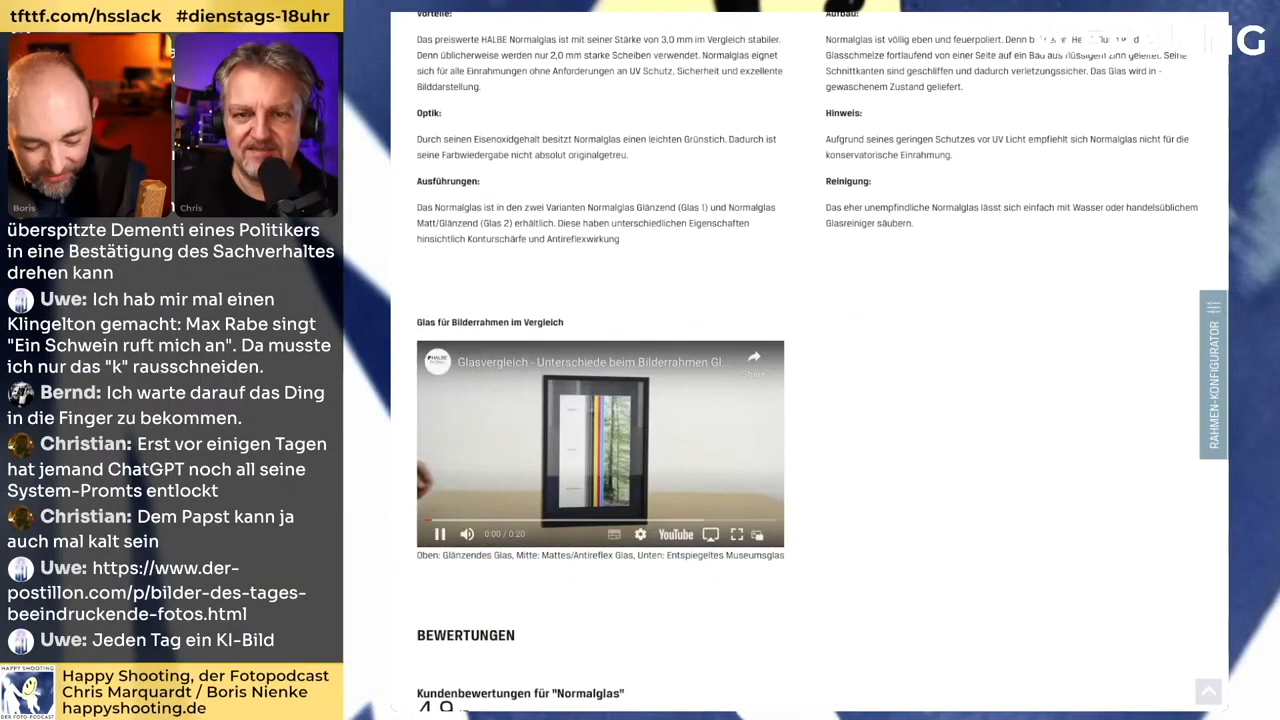 tfttf.com/hsslack #dienstags-18uhr
Boris
Chris
überspitzte Dementi eines Politikers
in eine Bestätigung des Sachverhaltes
drehen kann
Uwe: Ich hab mir mal einen
Klingelton gemacht: Max Rabe singt
"Ein Schwein ruft mich an". Da musste
ich nur das "k" rausschneiden.
Bernd: Ich warte darauf das Ding
in die Finger zu bekommen.
Christian: Erst vor einigen Tagen
hat jemand ChatGPT noch all seine
System-Promts entlockt
Christian: Dem Papst kann ja
auch mal kalt sein
Uwe: https://www.der-
postillon.com/p/bilder-des-tages-
beeindruckende-fotos.html
Uwe: Jeden Tag ein KI-Bild
HAPPY SHOOTING
DER FOTO-PODCAST
Happy Shooting, der Fotopodcast
Chris Marquardt / Boris Nienke
happyshooting.de
Vorteile:
Das preiswerte HALBE Normalglas ist mit seiner Stärke von 3,0 mm im Vergleich stabiler.
Denn üblicherweise werden nur 2,0 mm starke Scheiben verwendet. Normalglas eignet
sich für alle Einrahmungen ohne Anforderungen an UV Schutz, Sicherheit und exzellente
Bilddarstellung.
Optik:
Durch seinen Eisenoxidgehalt besitzt Normalglas einen leichten Grünstich. Dadurch ist
seine Farbwiedergabe nicht absolut originalgetreu.
Ausführungen:
Das Normalglas ist in den zwei Varianten Normalglas Glänzend (Glas 1) und Normalglas
Matt/Glänzend (Glas 2) erhältlich. Diese haben unterschiedlichen Eigenschaften
hinsichtlich Konturschärfe und Antireflexwirkung
Aufbau:
Normalglas ist völlig eben und feuerpoliert. Denn
Glasschmelze fortlaufend von einer Seite auf ein Bad aus flüssigem Zinn geleitet. Seine
Schnittkanten sind geschliffen und dadurch verletzungssicher. Das Glas wird in -
gewaschenem Zustand geliefert.
Hinweis:
Aufgrund seines geringen Schutzes vor UV Licht empfiehlt sich Normalglas nicht für die
konservatorische Einrahmung.
Reinigung:
Das eher unempfindliche Normalglas lässt sich einfach mit Wasser oder handelsüblichem
Glasreiniger säubern.
RAHMEN-KONFIGURATOR
Glas für Bilderrahmen im Vergleich
HALBE
Glasvergleich - Unterschiede beim Bilderrahmen Gl...
Share
0:00 / 0:20
YouTube
Oben: Glänzendes Glas, Mitte: Mattes/Antireflex Glas, Unten: Entspiegeltes Museumsglas
BEWERTUNGEN
Kundenbewertungen für "Normalglas"
4.9